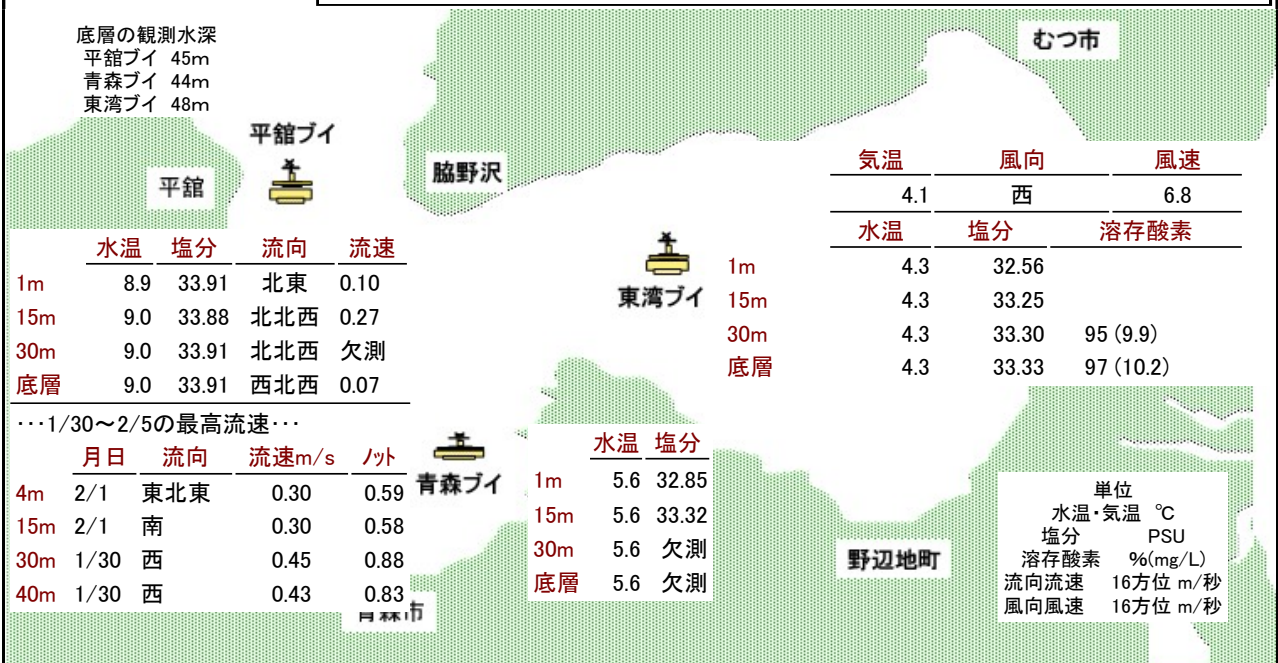 底層の観測水深
平舘ブイ 45m
青森ブイ 44m
東湾ブイ 48m
むつ市
平舘ブイ
平舘
脇野沢
気温 風向 風速
4.1 西 6.8
水温 塩分 溶存酸素
1m 4.3 32.56
15m 4.3 33.25
30m 4.3 33.30 95 (9.9)
底層 4.3 33.33 97 (10.2)
東湾ブイ
水温 塩分 流向 流速
1m 8.9 33.91 北東 0.10
15m 9.0 33.88 北北西 0.27
30m 9.0 33.91 北北西 欠測
底層 9.0 33.91 西北西 0.07
･･･1/30～2/5の最高流速･･･
月日 流向 流速m/s ﾉｯﾄ
4m 2/1 東北東 0.30 0.59
15m 2/1 南 0.30 0.58
30m 1/30 西 0.45 0.88
40m 1/30 西 0.43 0.83
青森ブイ
水温 塩分
1m 5.6 32.85
15m 5.6 33.32
30m 5.6 欠測
底層 5.6 欠測
青森市
野辺地町
単位
水温･気温 ℃
塩分 PSU
溶存酸素 %(mg/L)
流向流速 16方位 m/秒
風向風速 16方位 m/秒